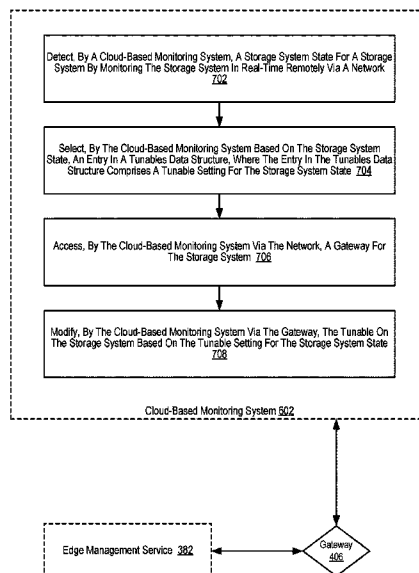 Detect, By A Cloud-Based Monitoring System, A Storage System State For A Storage
System By Monitoring The Storage System In Real-Time Remotely Via A Network
702
Select, By The Cloud-Based Monitoring System Based On The Storage System
State, An Entry In A Tunables Data Structure, Where The Entry In The Tunables Data
Structure Comprises A Tunable Setting For The Storage System State 704
Access, By The Cloud-Based Monitoring System Via The Network, A Gateway For
The Storage System 706
Modify, By The Cloud-Based Monitoring System Via The Gateway, The Tunable On
The Storage System Based On The Tunable Setting For The Storage System State
708
Cloud-Based Monitoring System 602
Edge Management Service 382
Gateway
406